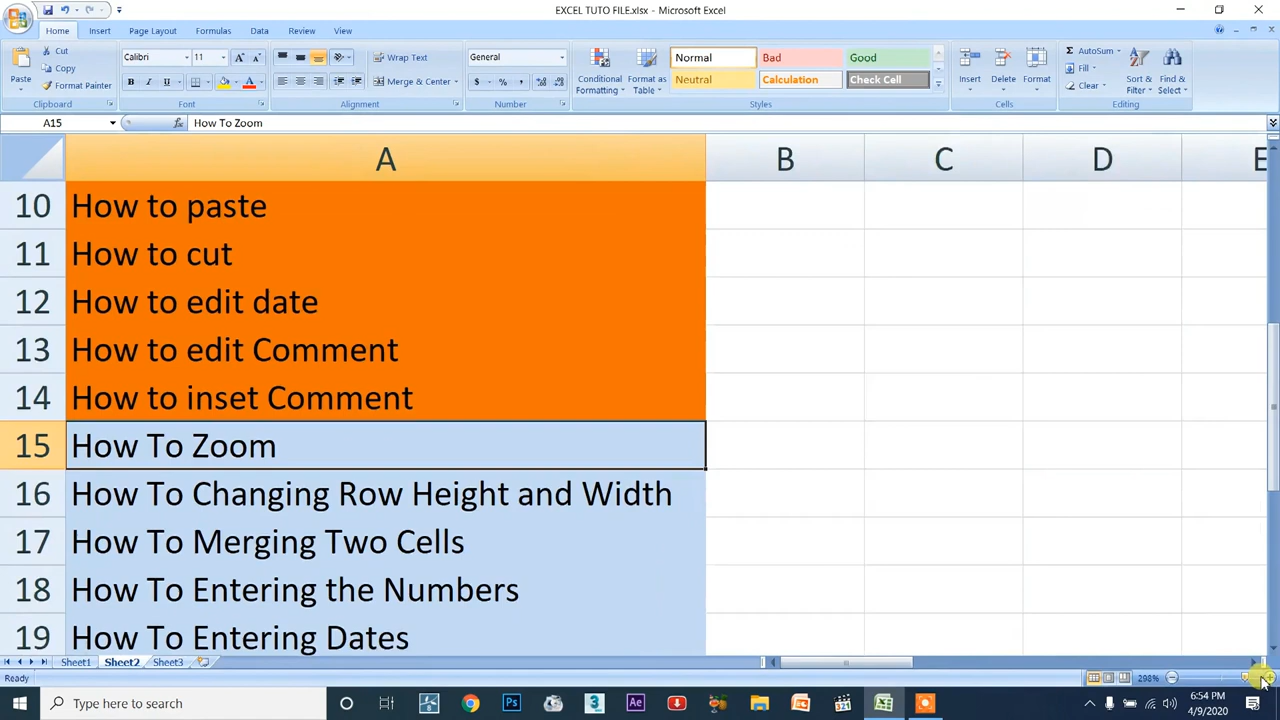 EXCEL TUTO FILE.xlsx - Microsoft Excel
Home Insert Page Layout Formulas Data Review View
Paste
Cut
Copy
Format Painter
Clipboard
Calibri 11
B I U
Font
Wrap Text
Merge & Center
Alignment
General
$ % ,
Number
Conditional Formatting
Format as Table
Normal Bad Good
Neutral Calculation Check Cell
Styles
Insert Delete Format
Cells
AutoSum
Fill
Clear
Sort & Filter
Find & Select
Editing
A15 fx How To Zoom
A B C D E
10 How to paste
11 How to cut
12 How to edit date
13 How to edit Comment
14 How to inset Comment
15 How To Zoom
16 How To Changing Row Height and Width
17 How To Merging Two Cells
18 How To Entering the Numbers
19 How To Entering Dates
Sheet1 Sheet2 Sheet3
Ready 298%
Type here to search
Ps 3 Ae
6:54 PM
4/9/2020